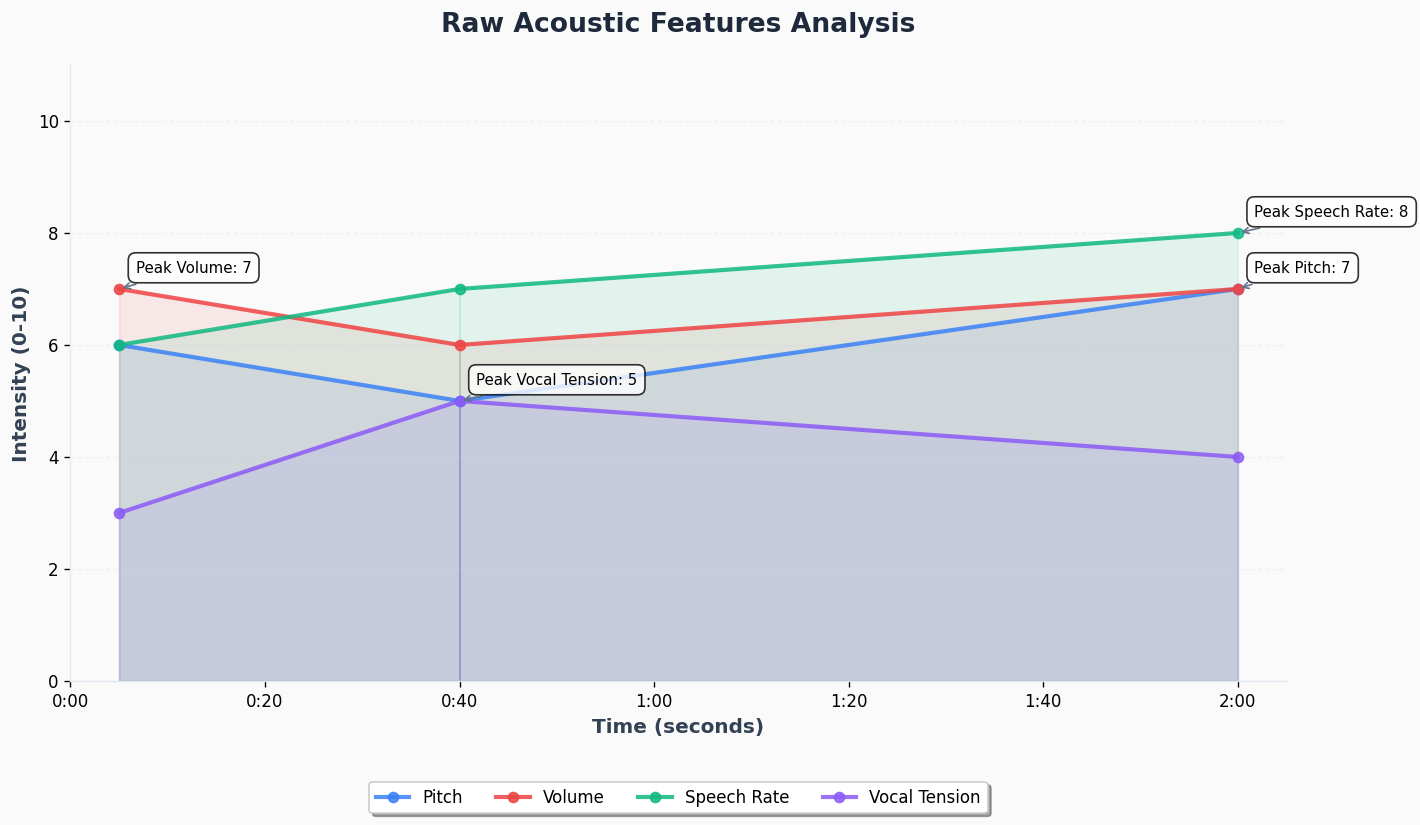 Raw Acoustic Features Analysis
Intensity (0-10)
10
8
6
4
2
0
Peak Speech Rate: 8
Peak Volume: 7
Peak Pitch: 7
Peak Vocal Tension: 5
0:00 0:20 0:40 1:00 1:20 1:40 2:00
Time (seconds)
Pitch Volume Speech Rate Vocal Tension